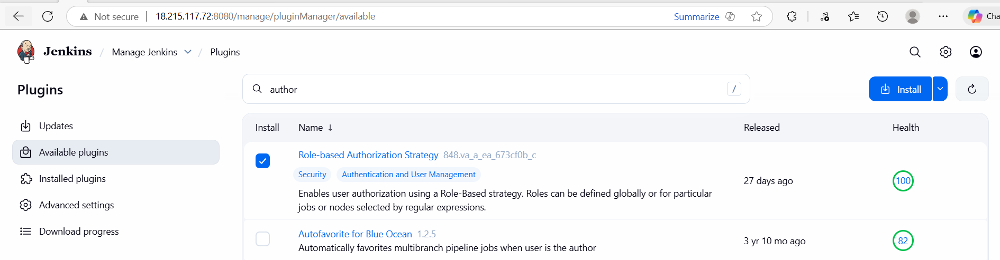 Not secure 18.215.117.72:8080/manage/pluginManager/available Summarize Cha
Jenkins / Manage Jenkins / Plugins
Plugins
author /
Install
Updates
Available plugins
Installed plugins
Advanced settings
Download progress
Install Name ↓ Released Health
Role-based Authorization Strategy 848.va_a_ea_673cf0b_c
Security Authentication and User Management
Enables user authorization using a Role-Based strategy. Roles can be defined globally or for particular
jobs or nodes selected by regular expressions.
27 days ago
100
Autofavorite for Blue Ocean 1.2.5
Automatically favorites multibranch pipeline jobs when user is the author
3 yr 10 mo ago
82